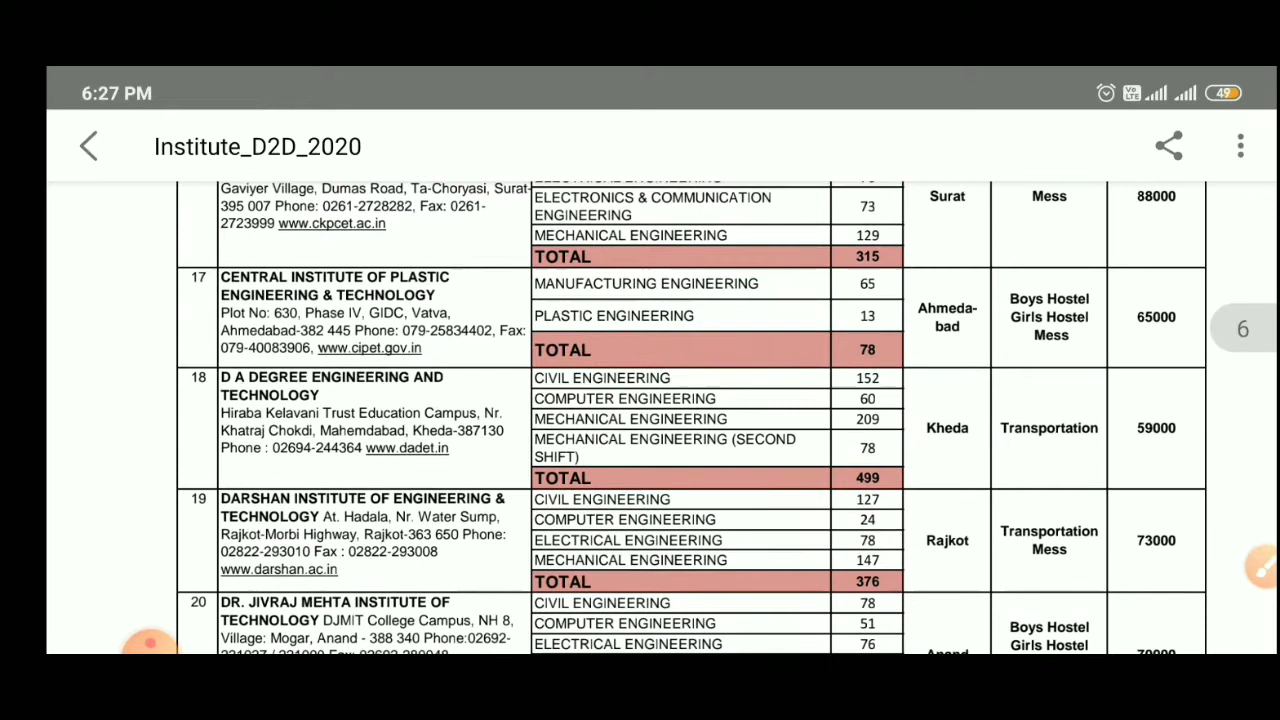 6:27 PM
Vo LTE
49
Institute_D2D_2020
6
Gaviyer Village, Dumas Road, Ta-Choryasi, Surat-
395 007 Phone: 0261-2728282, Fax: 0261-
2723999 www.ckpcet.ac.in
ELECTRICAL ENGINEERING
ELECTRONICS & COMMUNICATION
ENGINEERING
73
MECHANICAL ENGINEERING 129
TOTAL 315
Surat
Mess
88000
17
CENTRAL INSTITUTE OF PLASTIC
ENGINEERING & TECHNOLOGY
Plot No: 630, Phase IV, GIDC, Vatva,
Ahmedabad-382 445 Phone: 079-25834402, Fax:
079-40083906, www.cipet.gov.in
MANUFACTURING ENGINEERING 65
PLASTIC ENGINEERING 13
TOTAL 78
Ahmeda-
bad
Boys Hostel
Girls Hostel
Mess
65000
18
D A DEGREE ENGINEERING AND
TECHNOLOGY
Hiraba Kelavani Trust Education Campus, Nr.
Khatraj Chokdi, Mahemdabad, Kheda-387130
Phone : 02694-244364 www.dadet.in
CIVIL ENGINEERING 152
COMPUTER ENGINEERING 60
MECHANICAL ENGINEERING 209
MECHANICAL ENGINEERING (SECOND
SHIFT)
78
TOTAL 499
Kheda
Transportation
59000
19
DARSHAN INSTITUTE OF ENGINEERING &
TECHNOLOGY At. Hadala, Nr. Water Sump,
Rajkot-Morbi Highway, Rajkot-363 650 Phone:
02822-293010 Fax : 02822-293008
www.darshan.ac.in
CIVIL ENGINEERING 127
COMPUTER ENGINEERING 24
ELECTRICAL ENGINEERING 78
MECHANICAL ENGINEERING 147
TOTAL 376
Rajkot
Transportation
Mess
73000
20
DR. JIVRAJ MEHTA INSTITUTE OF
TECHNOLOGY DJMIT College Campus, NH 8,
Village: Mogar, Anand - 388 340 Phone:02692-
CIVIL ENGINEERING 78
COMPUTER ENGINEERING 51
ELECTRICAL ENGINEERING 76
Anand
Boys Hostel
Girls Hostel